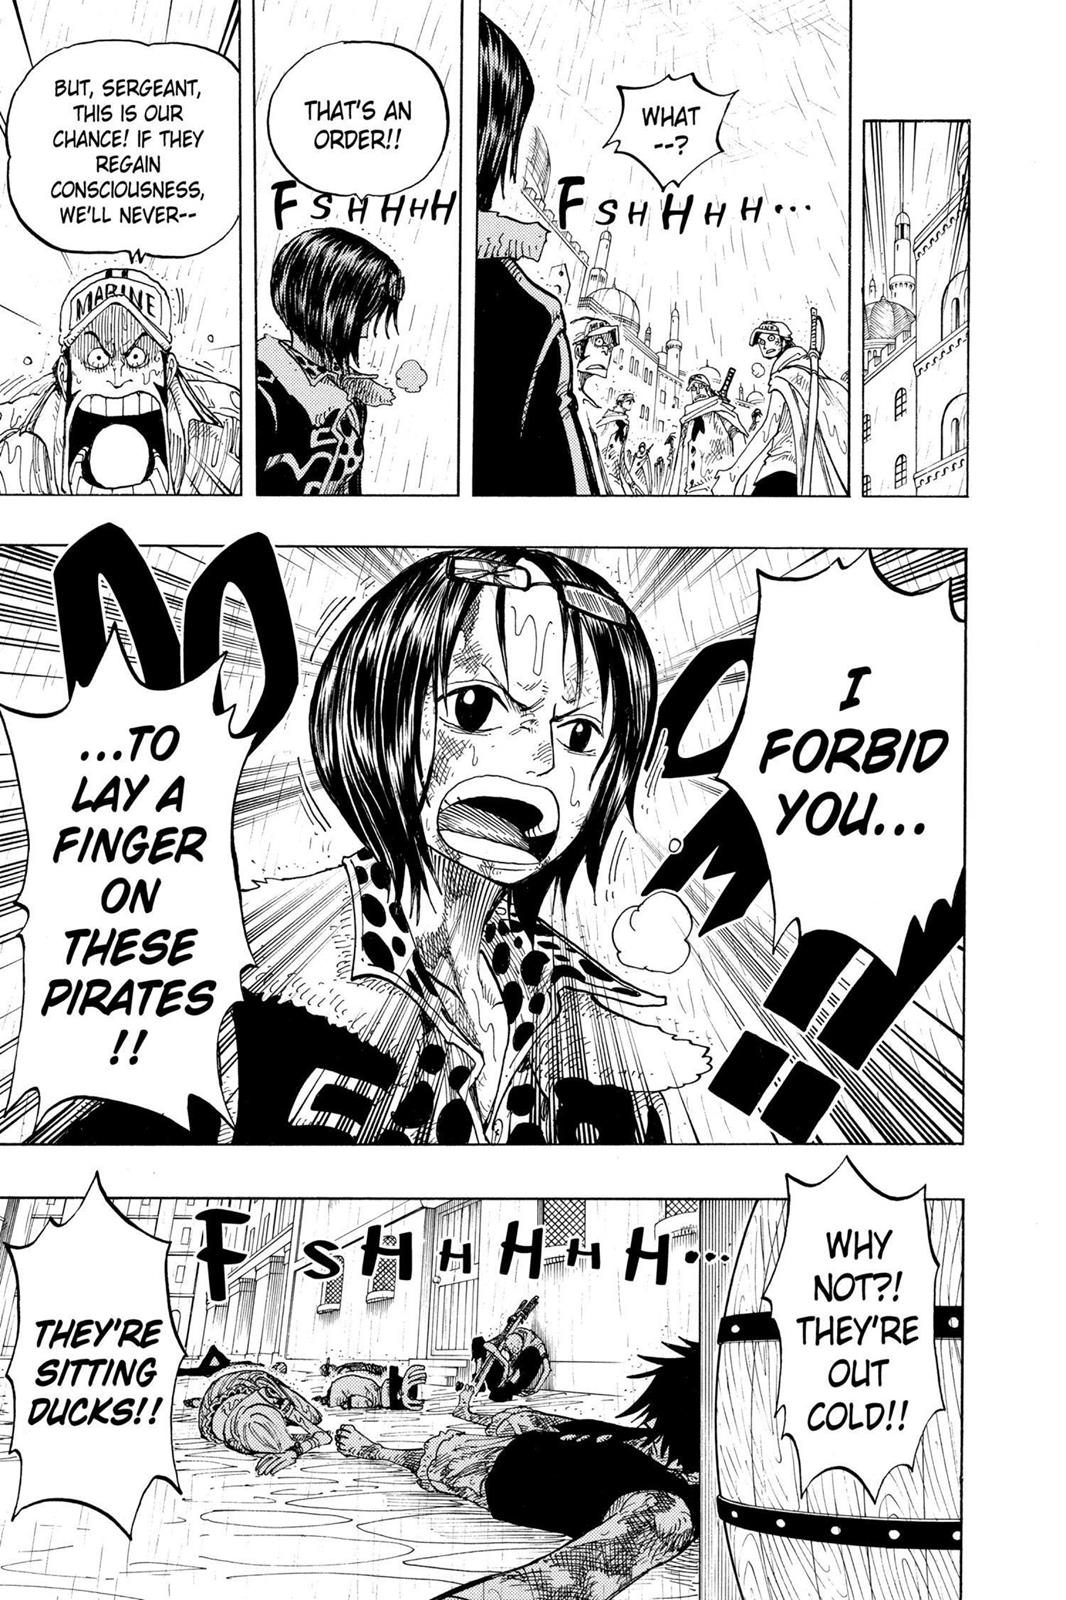 WHAT
--?
FSHHHH...
THAT'S AN
ORDER!!
FSHHHH
BUT, SERGEANT,
THIS IS OUR
CHANCE! IF THEY
REGAIN
CONSCIOUSNESS,
WE'LL NEVER--
MARINE
I
FORBID
YOU...
...TO
LAY A
FINGER
ON
THESE
PIRATES
!!
WHY
NOT?!
THEY'RE
OUT
COLD!!
FSHHHHH...
THEY'RE
SITTING
DUCKS!!